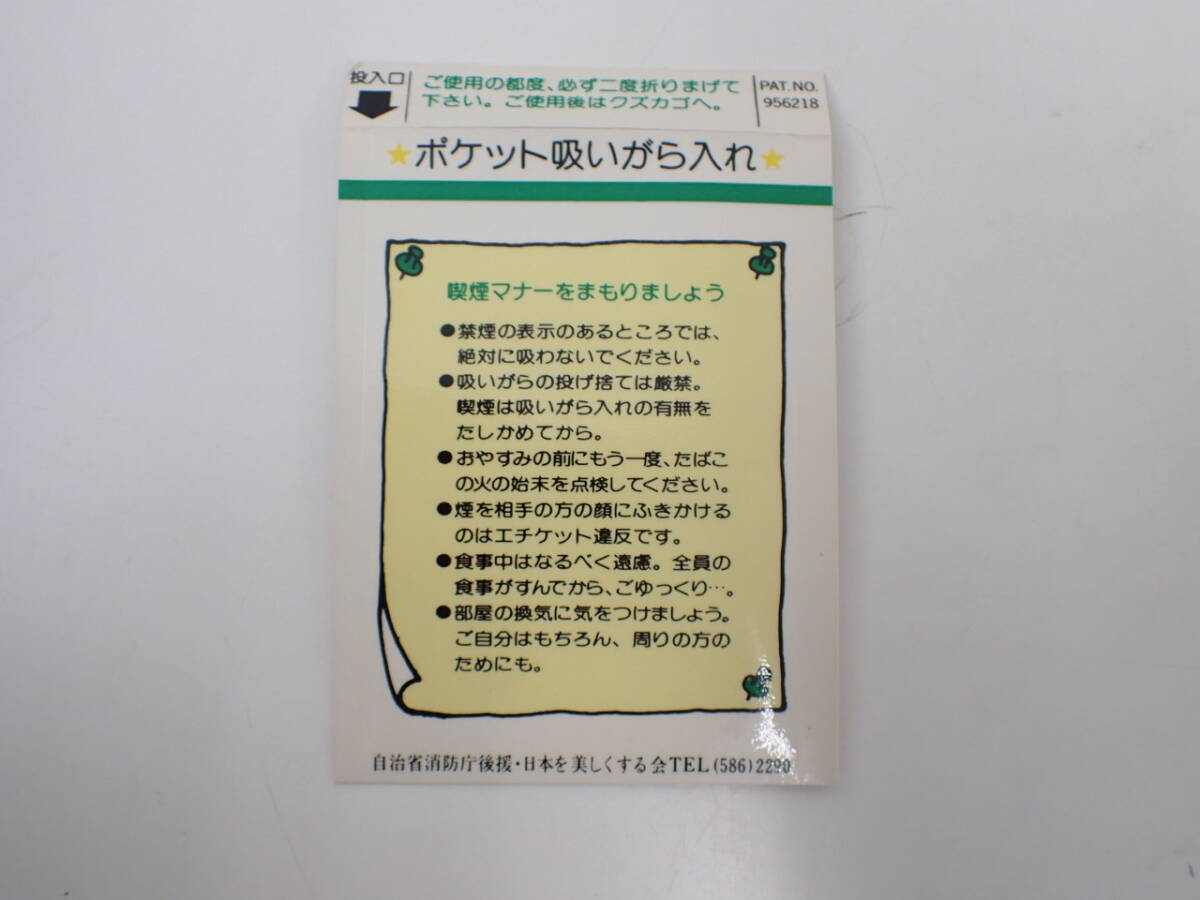 投入口
ご使用の都度、必ず二度折りまげて
下さい。ご使用後はクズカゴへ。
PAT.NO.
956218
★ポケット吸いがら入れ★
喫煙マナーをまもりましょう
●禁煙の表示のあるところでは、
絶対に吸わないでください。
●吸いがらの投げ捨ては厳禁。
喫煙は吸いがら入れの有無を
たしかめてから。
●おやすみの前にもう一度、たばこ
の火の始末を点検してください。
●煙を相手の方の顔にふきかける
のはエチケット違反です。
●食事中はなるべく遠慮。全員の
食事がすんでから、ごゆっくり…。
●部屋の換気に気をつけましょう。
ご自分はもちろん、周りの方の
ためにも。
自治省消防庁後援・日本を美しくする会TEL(586)2290